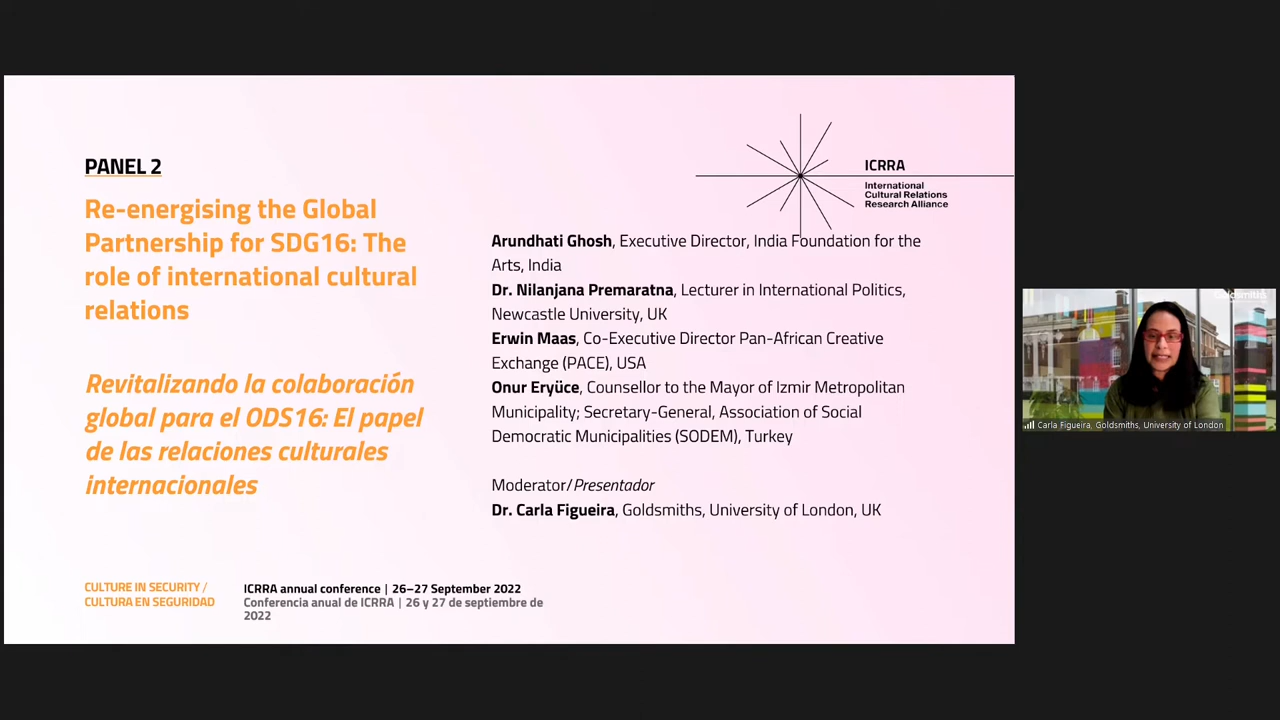 PANEL 2
Re-energising the Global
Partnership for SDG16: The
role of international cultural
relations
Revitalizando la colaboración
global para el ODS16: El papel
de las relaciones culturales
internacionales
ICRRA
International
Cultural Relations
Research Alliance
Arundhati Ghosh, Executive Director, India Foundation for the
Arts, India
Dr. Nilanjana Premaratna, Lecturer in International Politics,
Newcastle University, UK
Erwin Maas, Co-Executive Director Pan-African Creative
Exchange (PACE), USA
Onur Eryüce, Counsellor to the Mayor of Izmir Metropolitan
Municipality; Secretary-General, Association of Social
Democratic Municipalities (SODEM), Turkey
Moderator/Presentador
Dr. Carla Figueira, Goldsmiths, University of London, UK
CULTURE IN SECURITY /
CULTURA EN SEGURIDAD
ICRRA annual conference | 26–27 September 2022
Conferencia anual de ICRRA | 26 y 27 de septiembre de
2022
Goldsmiths
Carla Figueira, Goldsmiths, University of London